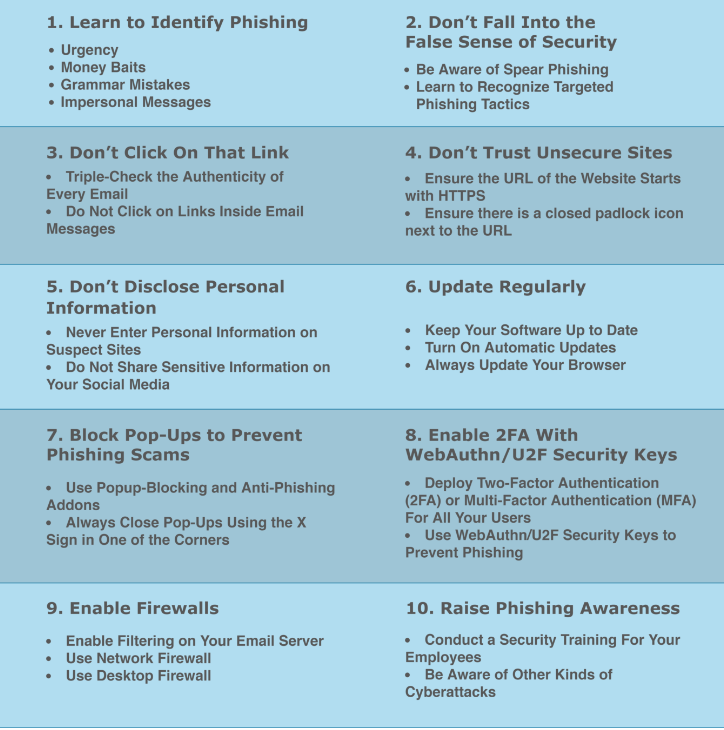 1. Learn to Identify Phishing
• Urgency
• Money Baits
• Grammar Mistakes
• Impersonal Messages
2. Don’t Fall Into the
False Sense of Security
• Be Aware of Spear Phishing
• Learn to Recognize Targeted
Phishing Tactics
3. Don’t Click On That Link
• Triple-Check the Authenticity of
Every Email
• Do Not Click on Links Inside Email
Messages
4. Don’t Trust Unsecure Sites
• Ensure the URL of the Website Starts
with HTTPS
• Ensure there is a closed padlock icon
next to the URL
5. Don’t Disclose Personal
Information
• Never Enter Personal Information on
Suspect Sites
• Do Not Share Sensitive Information on
Your Social Media
6. Update Regularly
• Keep Your Software Up to Date
• Turn On Automatic Updates
• Always Update Your Browser
7. Block Pop-Ups to Prevent
Phishing Scams
• Use Popup-Blocking and Anti-Phishing
Addons
• Always Close Pop-Ups Using the X
Sign in One of the Corners
8. Enable 2FA With
WebAuthn/U2F Security Keys
• Deploy Two-Factor Authentication
(2FA) or Multi-Factor Authentication (MFA)
For All Your Users
• Use WebAuthn/U2F Security Keys to
Prevent Phishing
9. Enable Firewalls
• Enable Filtering on Your Email Server
• Use Network Firewall
• Use Desktop Firewall
10. Raise Phishing Awareness
• Conduct a Security Training For Your
Employees
• Be Aware of Other Kinds of
Cyberattacks